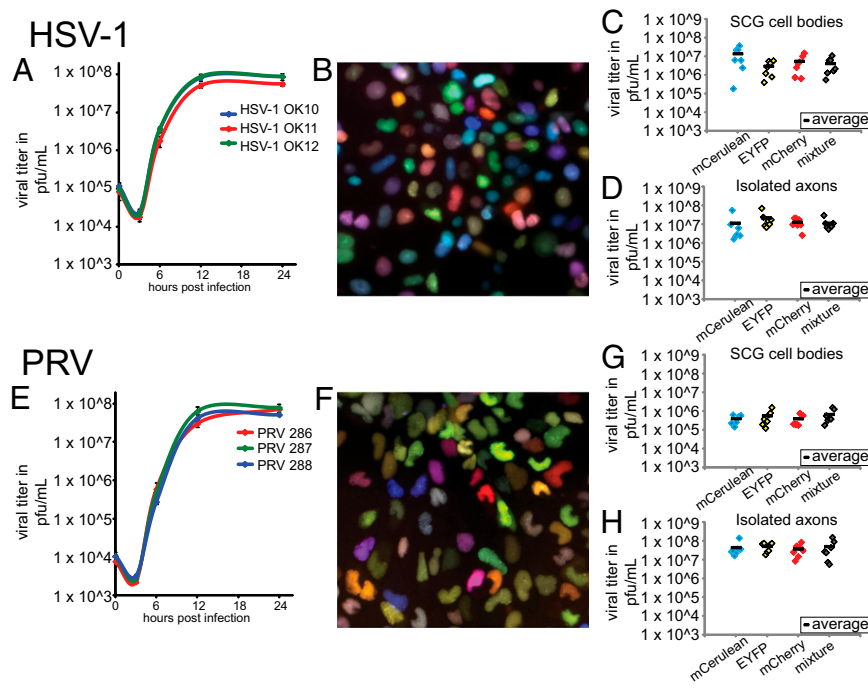 HSV-1
A
viral titer in
pfu/mL
1 x 10^8
1 x 10^7
1 x 10^6
1 x 10^5
1 x 10^4
1 x 10^3
HSV-1 OK10
HSV-1 OK11
HSV-1 OK12
0
6
12
18
24
hours post infection
B
C
SCG cell bodies
viral titer in
pfu/mL
1 x 10^9
1 x 10^8
1 x 10^7
1 x 10^6
1 x 10^5
1 x 10^4
1 x 10^3
average
mCerulean
EYFP
mCherry
mixture
D
Isolated axons
viral titer in
pfu/mL
1 x 10^9
1 x 10^8
1 x 10^7
1 x 10^6
1 x 10^5
1 x 10^4
1 x 10^3
average
mCerulean
EYFP
mCherry
mixture
PRV
E
viral titer in
pfu/mL
1 x 10^8
1 x 10^7
1 x 10^6
1 x 10^5
1 x 10^4
1 x 10^3
PRV 286
PRV 287
PRV 288
0
6
12
18
24
hours post infection
F
G
SCG cell bodies
viral titer in
pfu/mL
1 x 10^9
1 x 10^8
1 x 10^7
1 x 10^6
1 x 10^5
1 x 10^4
1 x 10^3
average
mCerulean
EYFP
mCherry
mixture
H
Isolated axons
viral titer in
pfu/mL
1 x 10^9
1 x 10^8
1 x 10^7
1 x 10^6
1 x 10^5
1 x 10^4
1 x 10^3
average
mCerulean
EYFP
mCherry
mixture